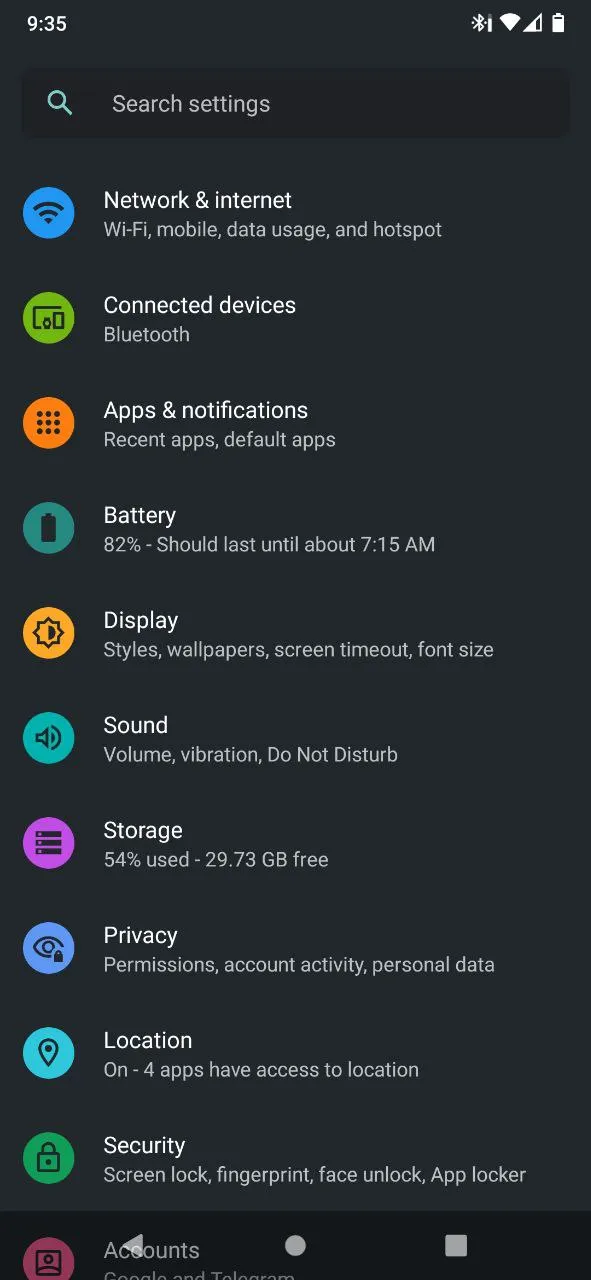 9:35
Search settings
Network & internet
Wi-Fi, mobile, data usage, and hotspot
Connected devices
Bluetooth
Apps & notifications
Recent apps, default apps
Battery
82% - Should last until about 7:15 AM
Display
Styles, wallpapers, screen timeout, font size
Sound
Volume, vibration, Do Not Disturb
Storage
54% used - 29.73 GB free
Privacy
Permissions, account activity, personal data
Location
On - 4 apps have access to location
Security
Screen lock, fingerprint, face unlock, App locker
Accounts
Google and Telegram